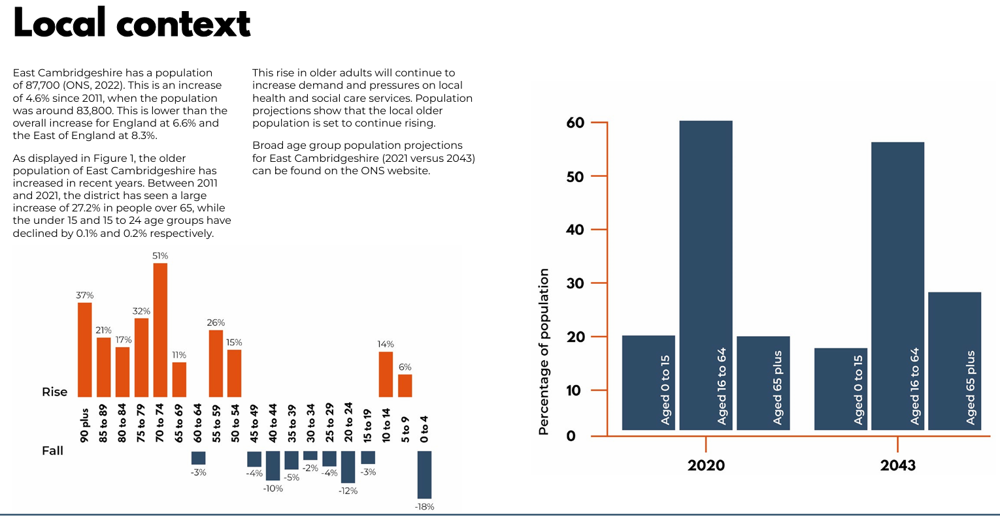 Local context
East Cambridgeshire has a population
of 87,700 (ONS, 2022). This is an increase
of 4.6% since 2011, when the population
was around 83,800. This is lower than the
overall increase for England at 6.6% and
the East of England at 8.3%.
As displayed in Figure 1, the older
population of East Cambridgeshire has
increased in recent years. Between 2011
and 2021, the district has seen a large
increase of 27.2% in people over 65, while
the under 15 and 15 to 24 age groups have
declined by 0.1% and 0.2% respectively.
This rise in older adults will continue to
increase demand and pressures on local
health and social care services. Population
projections show that the local older
population is set to continue rising.
Broad age group population projections
for East Cambridgeshire (2021 versus 2043)
can be found on the ONS website.
37%
21%
17%
32%
51%
11%
26%
15%
14%
6%
Rise
90 plus
85 to 89
80 to 84
75 to 79
70 to 74
65 to 69
60 to 64
55 to 59
50 to 54
45 to 49
40 to 44
35 to 39
30 to 34
25 to 29
20 to 24
15 to 19
10 to 14
5 to 9
0 to 4
Fall
-3%
-4%
-10%
-5%
-2%
-4%
-12%
-3%
-18%
Percentage of population
60
50
40
30
20
10
0
Aged 0 to 15
Aged 16 to 64
Aged 65 plus
Aged 0 to 15
Aged 16 to 64
Aged 65 plus
2020
2043